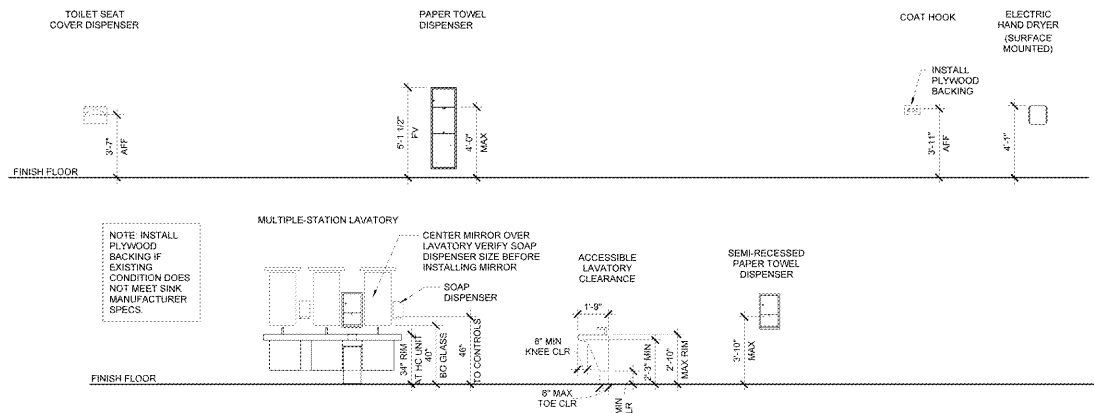 TOILET SEAT
COVER DISPENSER
PAPER TOWEL
DISPENSER
COAT HOOK
ELECTRIC
HAND DRYER
(SURFACE
MOUNTED)
INSTALL
PLYWOOD
BACKING
3'-7"
AFF
5'-1 1/2"
FV
4'-0"
MAX
3'-11"
AFF
4'-1"
FINISH FLOOR
NOTE: INSTALL
PLYWOOD
BACKING IF
EXISTING
CONDITION DOES
NOT MEET SINK
MANUFACTURER
SPECS.
MULTIPLE-STATION LAVATORY
CENTER MIRROR OVER
LAVATORY VERIFY SOAP
DISPENSER SIZE BEFORE
INSTALLING MIRROR
SOAP
DISPENSER
34" RIM
AT HC UNIT
40"
BG GLASS
46"
TO CONTROLS
ACCESSIBLE
LAVATORY
CLEARANCE
1'-9"
6" MIN
KNEE CLR
6" MAX
TOE CLR
MIN
LR
2'-3" MIN
2'-10"
MAX RIM
SEMI-RECESSED
PAPER TOWEL
DISPENSER
3'-10"
MAX
FINISH FLOOR